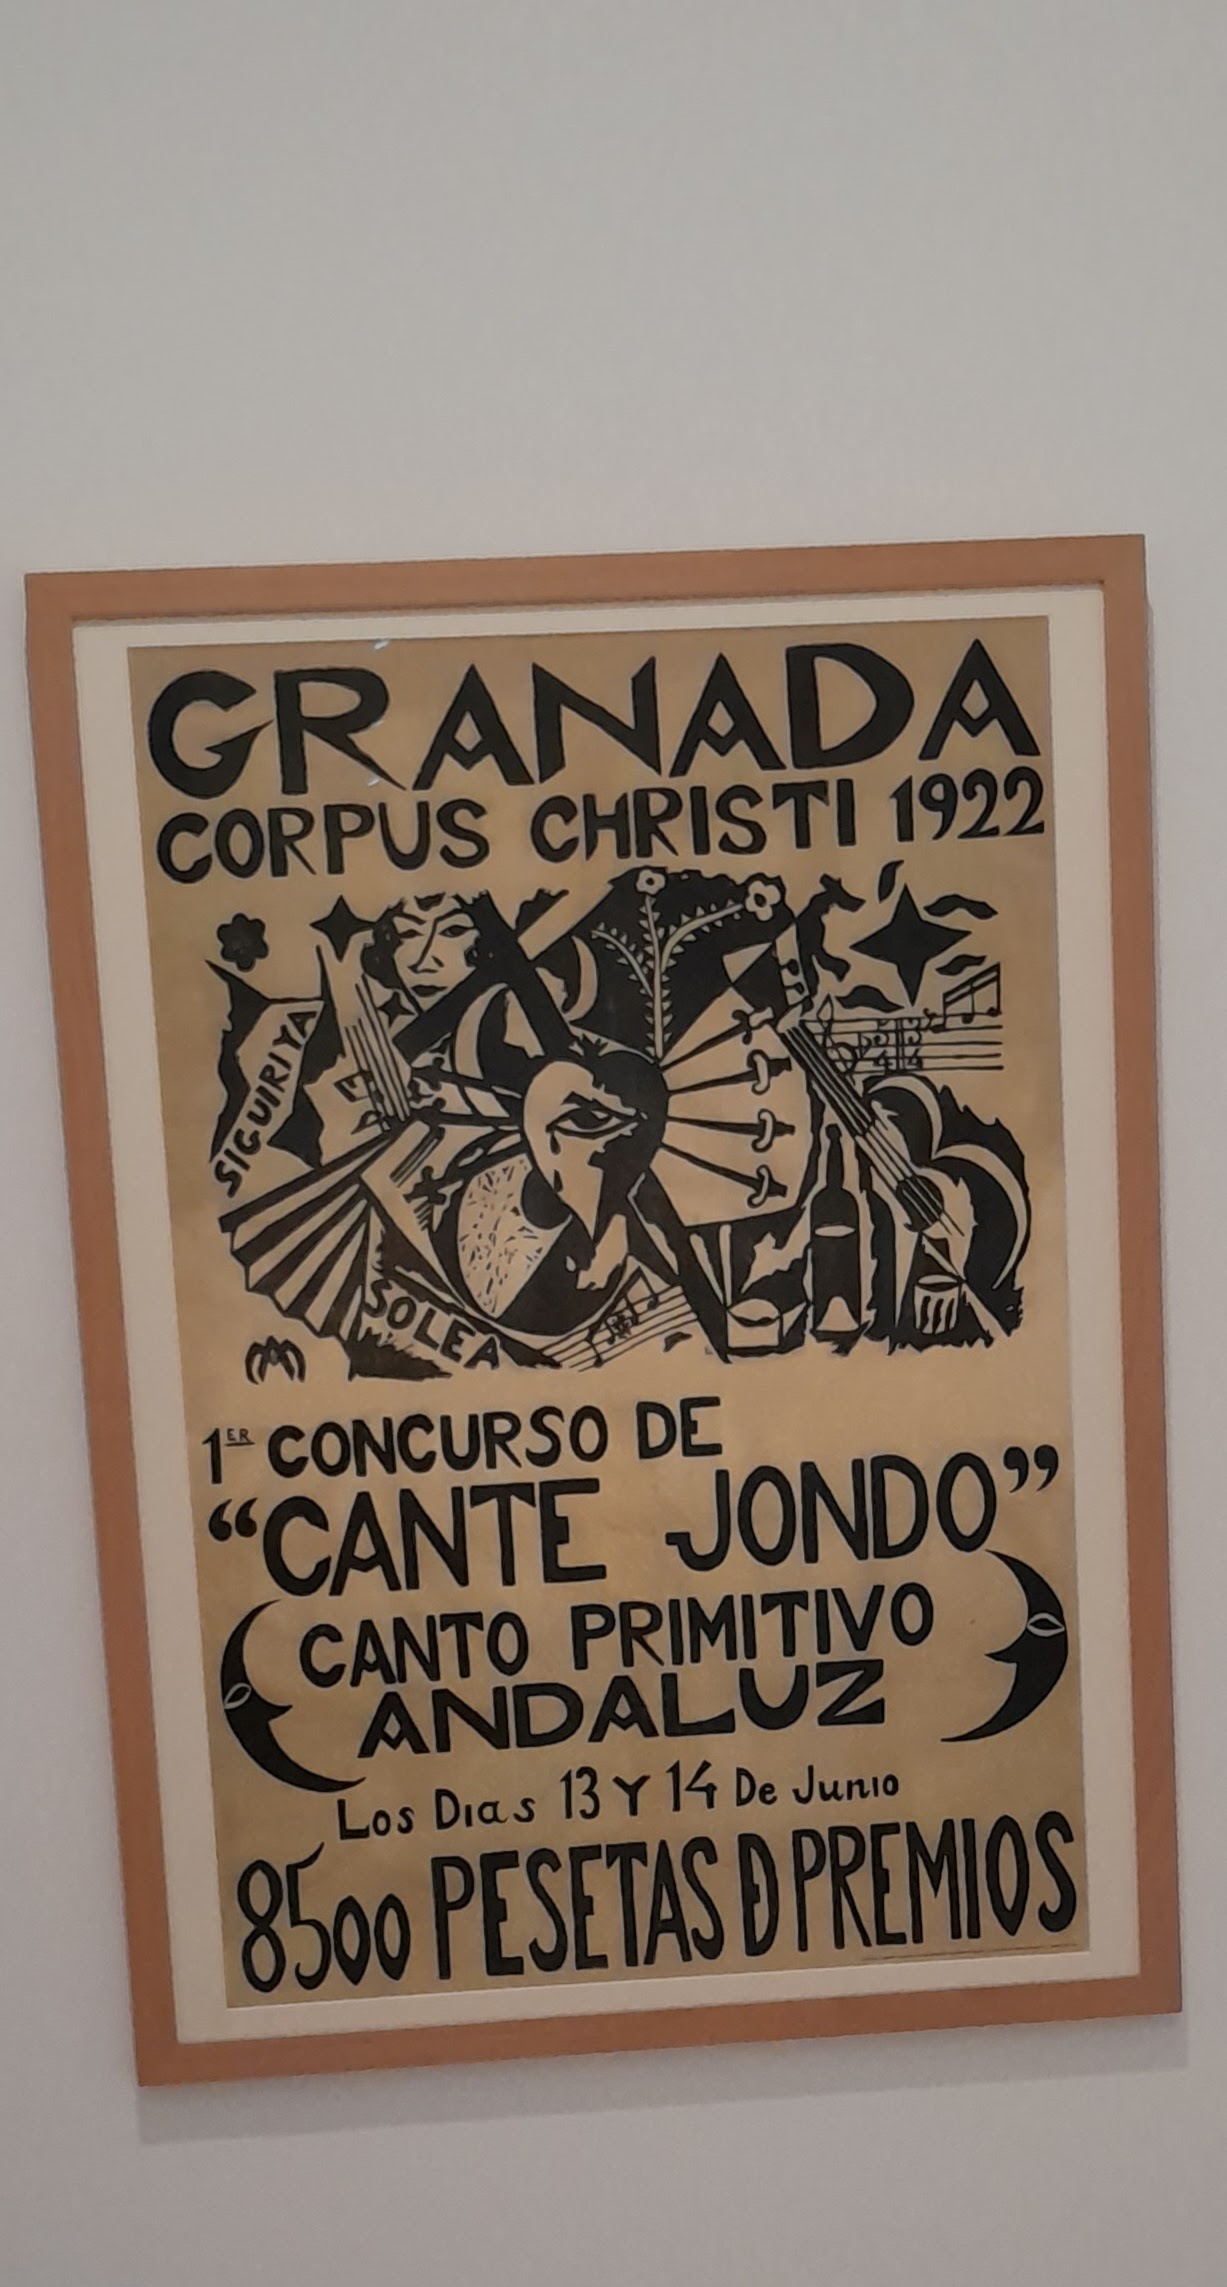 GRANADA
CORPUS CHRISTI 1922
SIGUIRIYA
SOLEA
1ER CONCURSO DE
“CANTE JONDO”
CANTO PRIMITIVO
ANDALUZ
Los Dias 13 Y 14 De Junio
8500 PESETAS D PREMIOS